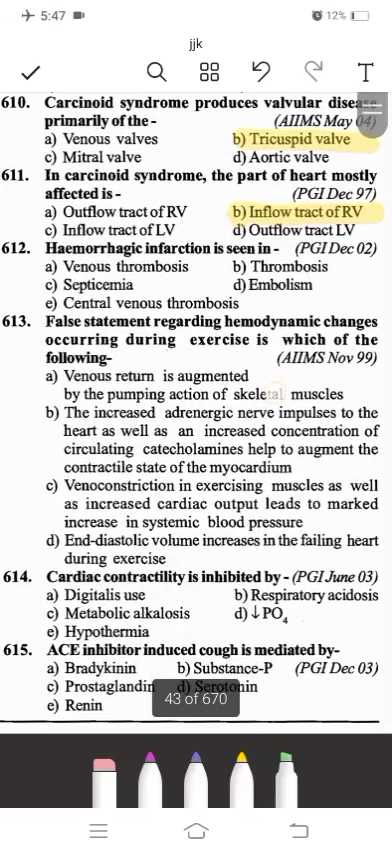 5:47
12%
jjk
T
610. Carcinoid syndrome produces valvular disease
primarily of the - (AIIMS May 04)
a) Venous valves b) Tricuspid valve
c) Mitral valve d) Aortic valve
611. In carcinoid syndrome, the part of heart mostly
affected is - (PGI Dec 97)
a) Outflow tract of RV b) Inflow tract of RV
c) Inflow tract of LV d) Outflow tract LV
612. Haemorrhagic infarction is seen in - (PGI Dec 02)
a) Venous thrombosis b) Thrombosis
c) Septicemia d) Embolism
e) Central venous thrombosis
613. False statement regarding hemodynamic changes
occurring during exercise is which of the
following- (AIIMS Nov 99)
a) Venous return is augmented
by the pumping action of skeletal muscles
b) The increased adrenergic nerve impulses to the
heart as well as an increased concentration of
circulating catecholamines help to augment the
contractile state of the myocardium
c) Venoconstriction in exercising muscles as well
as increased cardiac output leads to marked
increase in systemic blood pressure
d) End-diastolic volume increases in the failing heart
during exercise
614. Cardiac contractility is inhibited by - (PGI June 03)
a) Digitalis use b) Respiratory acidosis
c) Metabolic alkalosis d) ↓ PO₄
e) Hypothermia
615. ACE inhibitor induced cough is mediated by-
a) Bradykinin b) Substance-P (PGI Dec 03)
c) Prostaglandin d) Serotonin
e) Renin
43 of 670